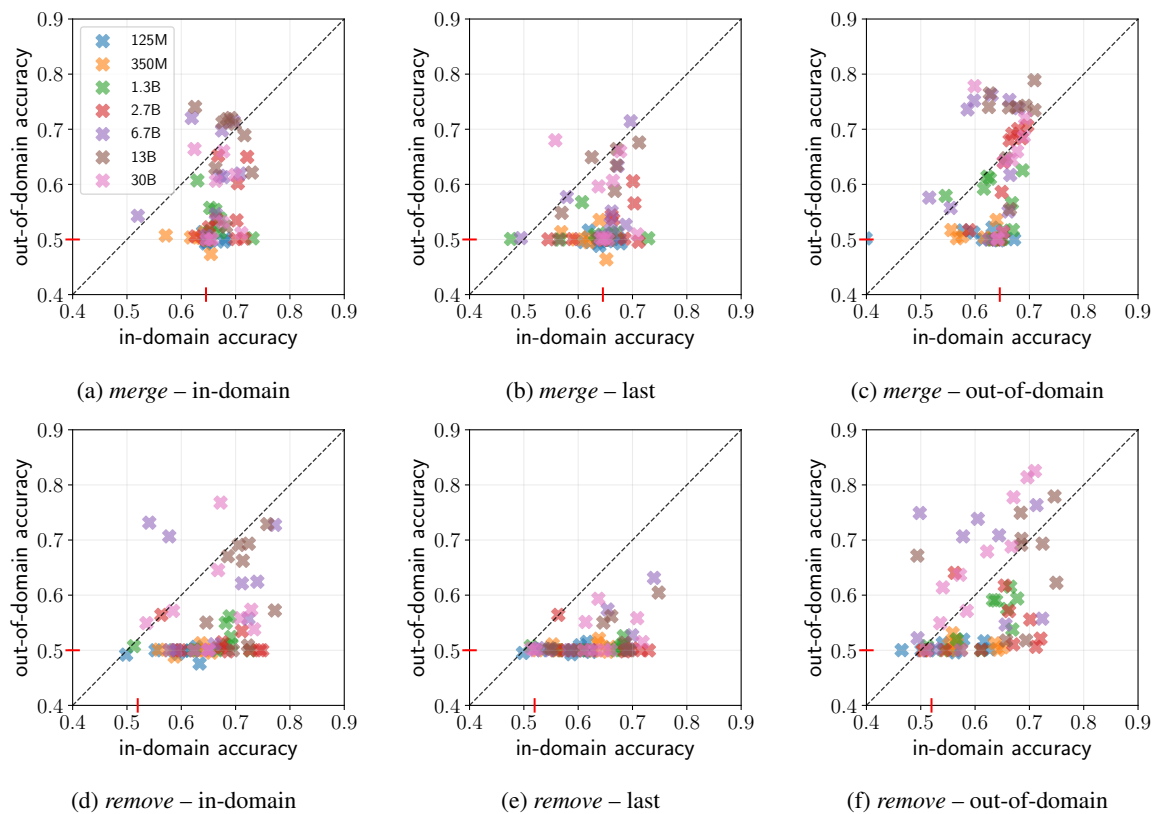 0.9
0.8
0.7
0.6
0.5
0.4
out-of-domain accuracy
125M
350M
1.3B
2.7B
6.7B
13B
30B
0.4 0.5 0.6 0.7 0.8 0.9
in-domain accuracy
(a) merge – in-domain
0.9
0.8
0.7
0.6
0.5
0.4
out-of-domain accuracy
0.4 0.5 0.6 0.7 0.8 0.9
in-domain accuracy
(b) merge – last
0.9
0.8
0.7
0.6
0.5
0.4
out-of-domain accuracy
0.4 0.5 0.6 0.7 0.8 0.9
in-domain accuracy
(c) merge – out-of-domain
0.9
0.8
0.7
0.6
0.5
0.4
out-of-domain accuracy
0.4 0.5 0.6 0.7 0.8 0.9
in-domain accuracy
(d) remove – in-domain
0.9
0.8
0.7
0.6
0.5
0.4
out-of-domain accuracy
0.4 0.5 0.6 0.7 0.8 0.9
in-domain accuracy
(e) remove – last
0.9
0.8
0.7
0.6
0.5
0.4
out-of-domain accuracy
0.4 0.5 0.6 0.7 0.8 0.9
in-domain accuracy
(f) remove – out-of-domain